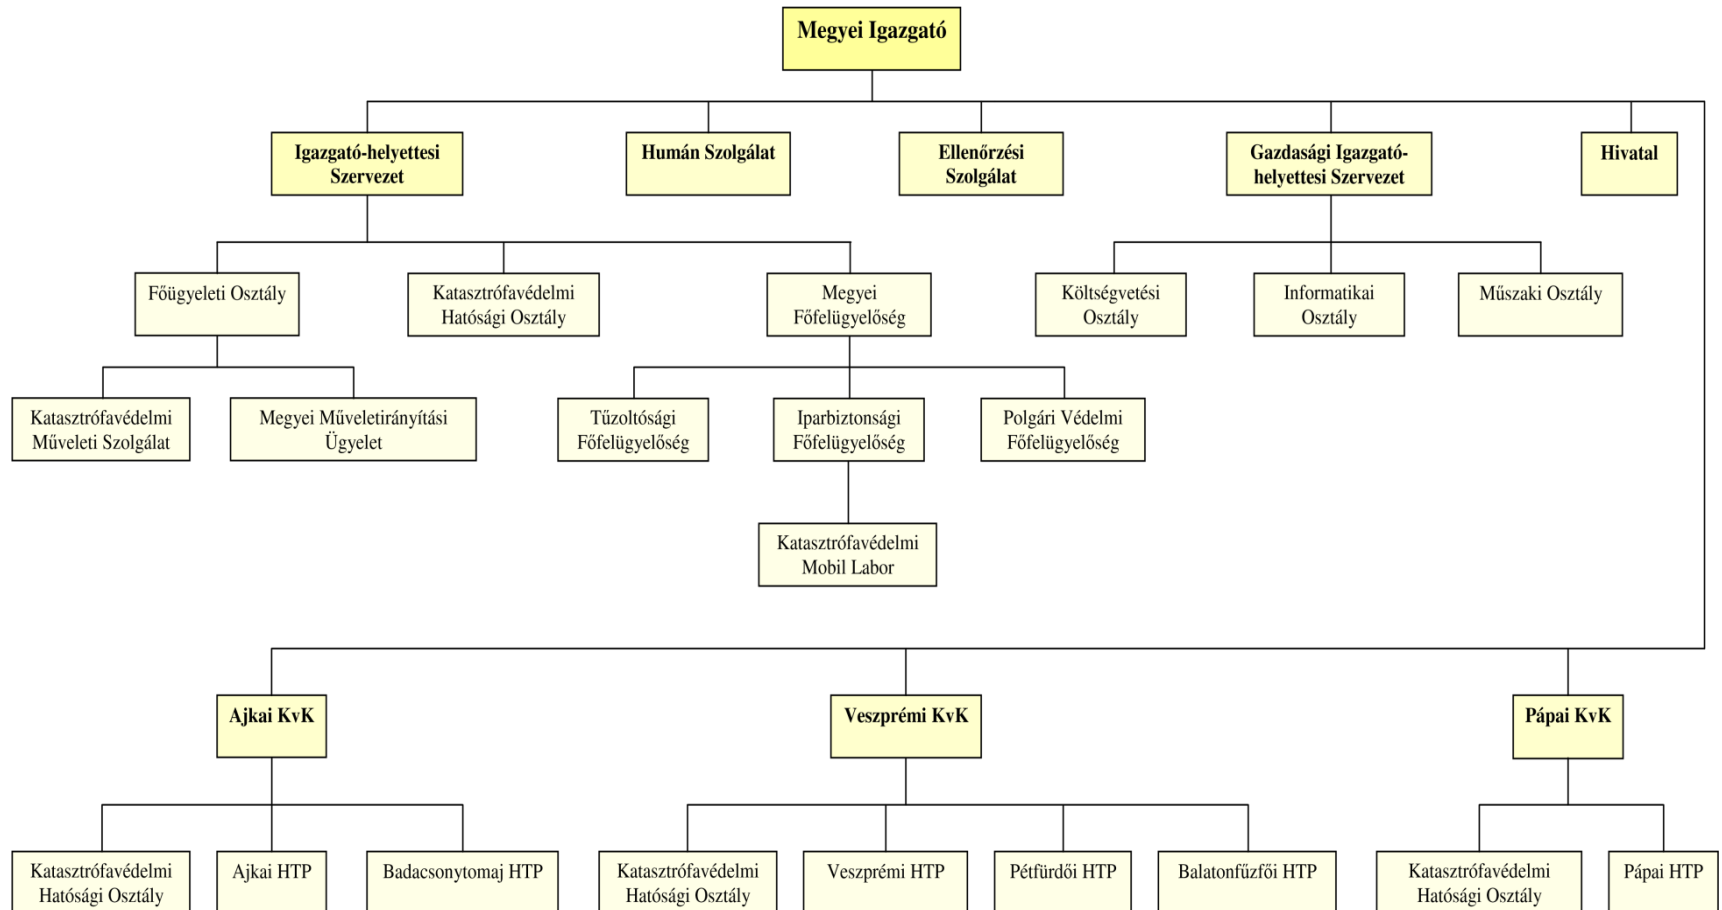 Megyei Igazgató
Igazgató-helyettesi
Szervezet
Humán Szolgálat
Ellenőrzési
Szolgálat
Gazdasági Igazgató-
helyettesi Szervezet
Hivatal
Főügyeleti Osztály
Katasztrófavédelmi
Hatósági Osztály
Megyei
Főfelügyelőség
Költségvetési
Osztály
Informatikai
Osztály
Műszaki Osztály
Katasztrófavédelmi
Műveleti Szolgálat
Megyei Műveletirányítási
Ügyelet
Tűzoltósági
Főfelügyelőség
Iparbiztonsági
Főfelügyelőség
Polgári Védelmi
Főfelügyelőség
Katasztrófavédelmi
Mobil Labor
Ajkai KvK
Veszprémi KvK
Pápai KvK
Katasztrófavédelmi
Hatósági Osztály
Ajkai HTP
Badacsonytomaj HTP
Katasztrófavédelmi
Hatósági Osztály
Veszprémi HTP
Pétfürdői HTP
Balatonfűzfői HTP
Katasztrófavédelmi
Hatósági Osztály
Pápai HTP